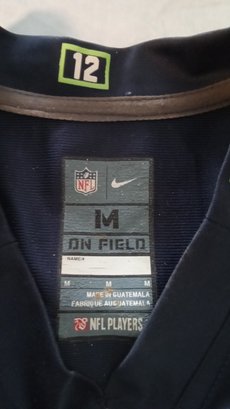 12
NFL
M
ON FIELD
NAME#
M M M
MADE IN GUATEMALA
FABRIQUÉ AU GUATEMALA
NFL PLAYERS